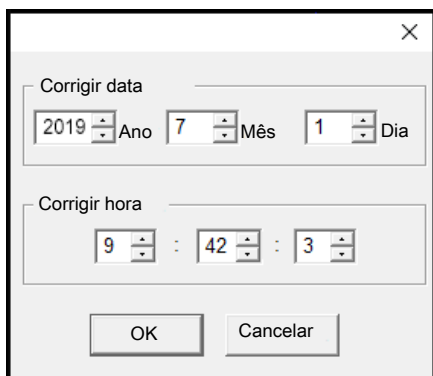 Corrigir data
2019 Ano 7 Mês 1 Dia
Corrigir hora
9 : 42 : 3
OK Cancelar